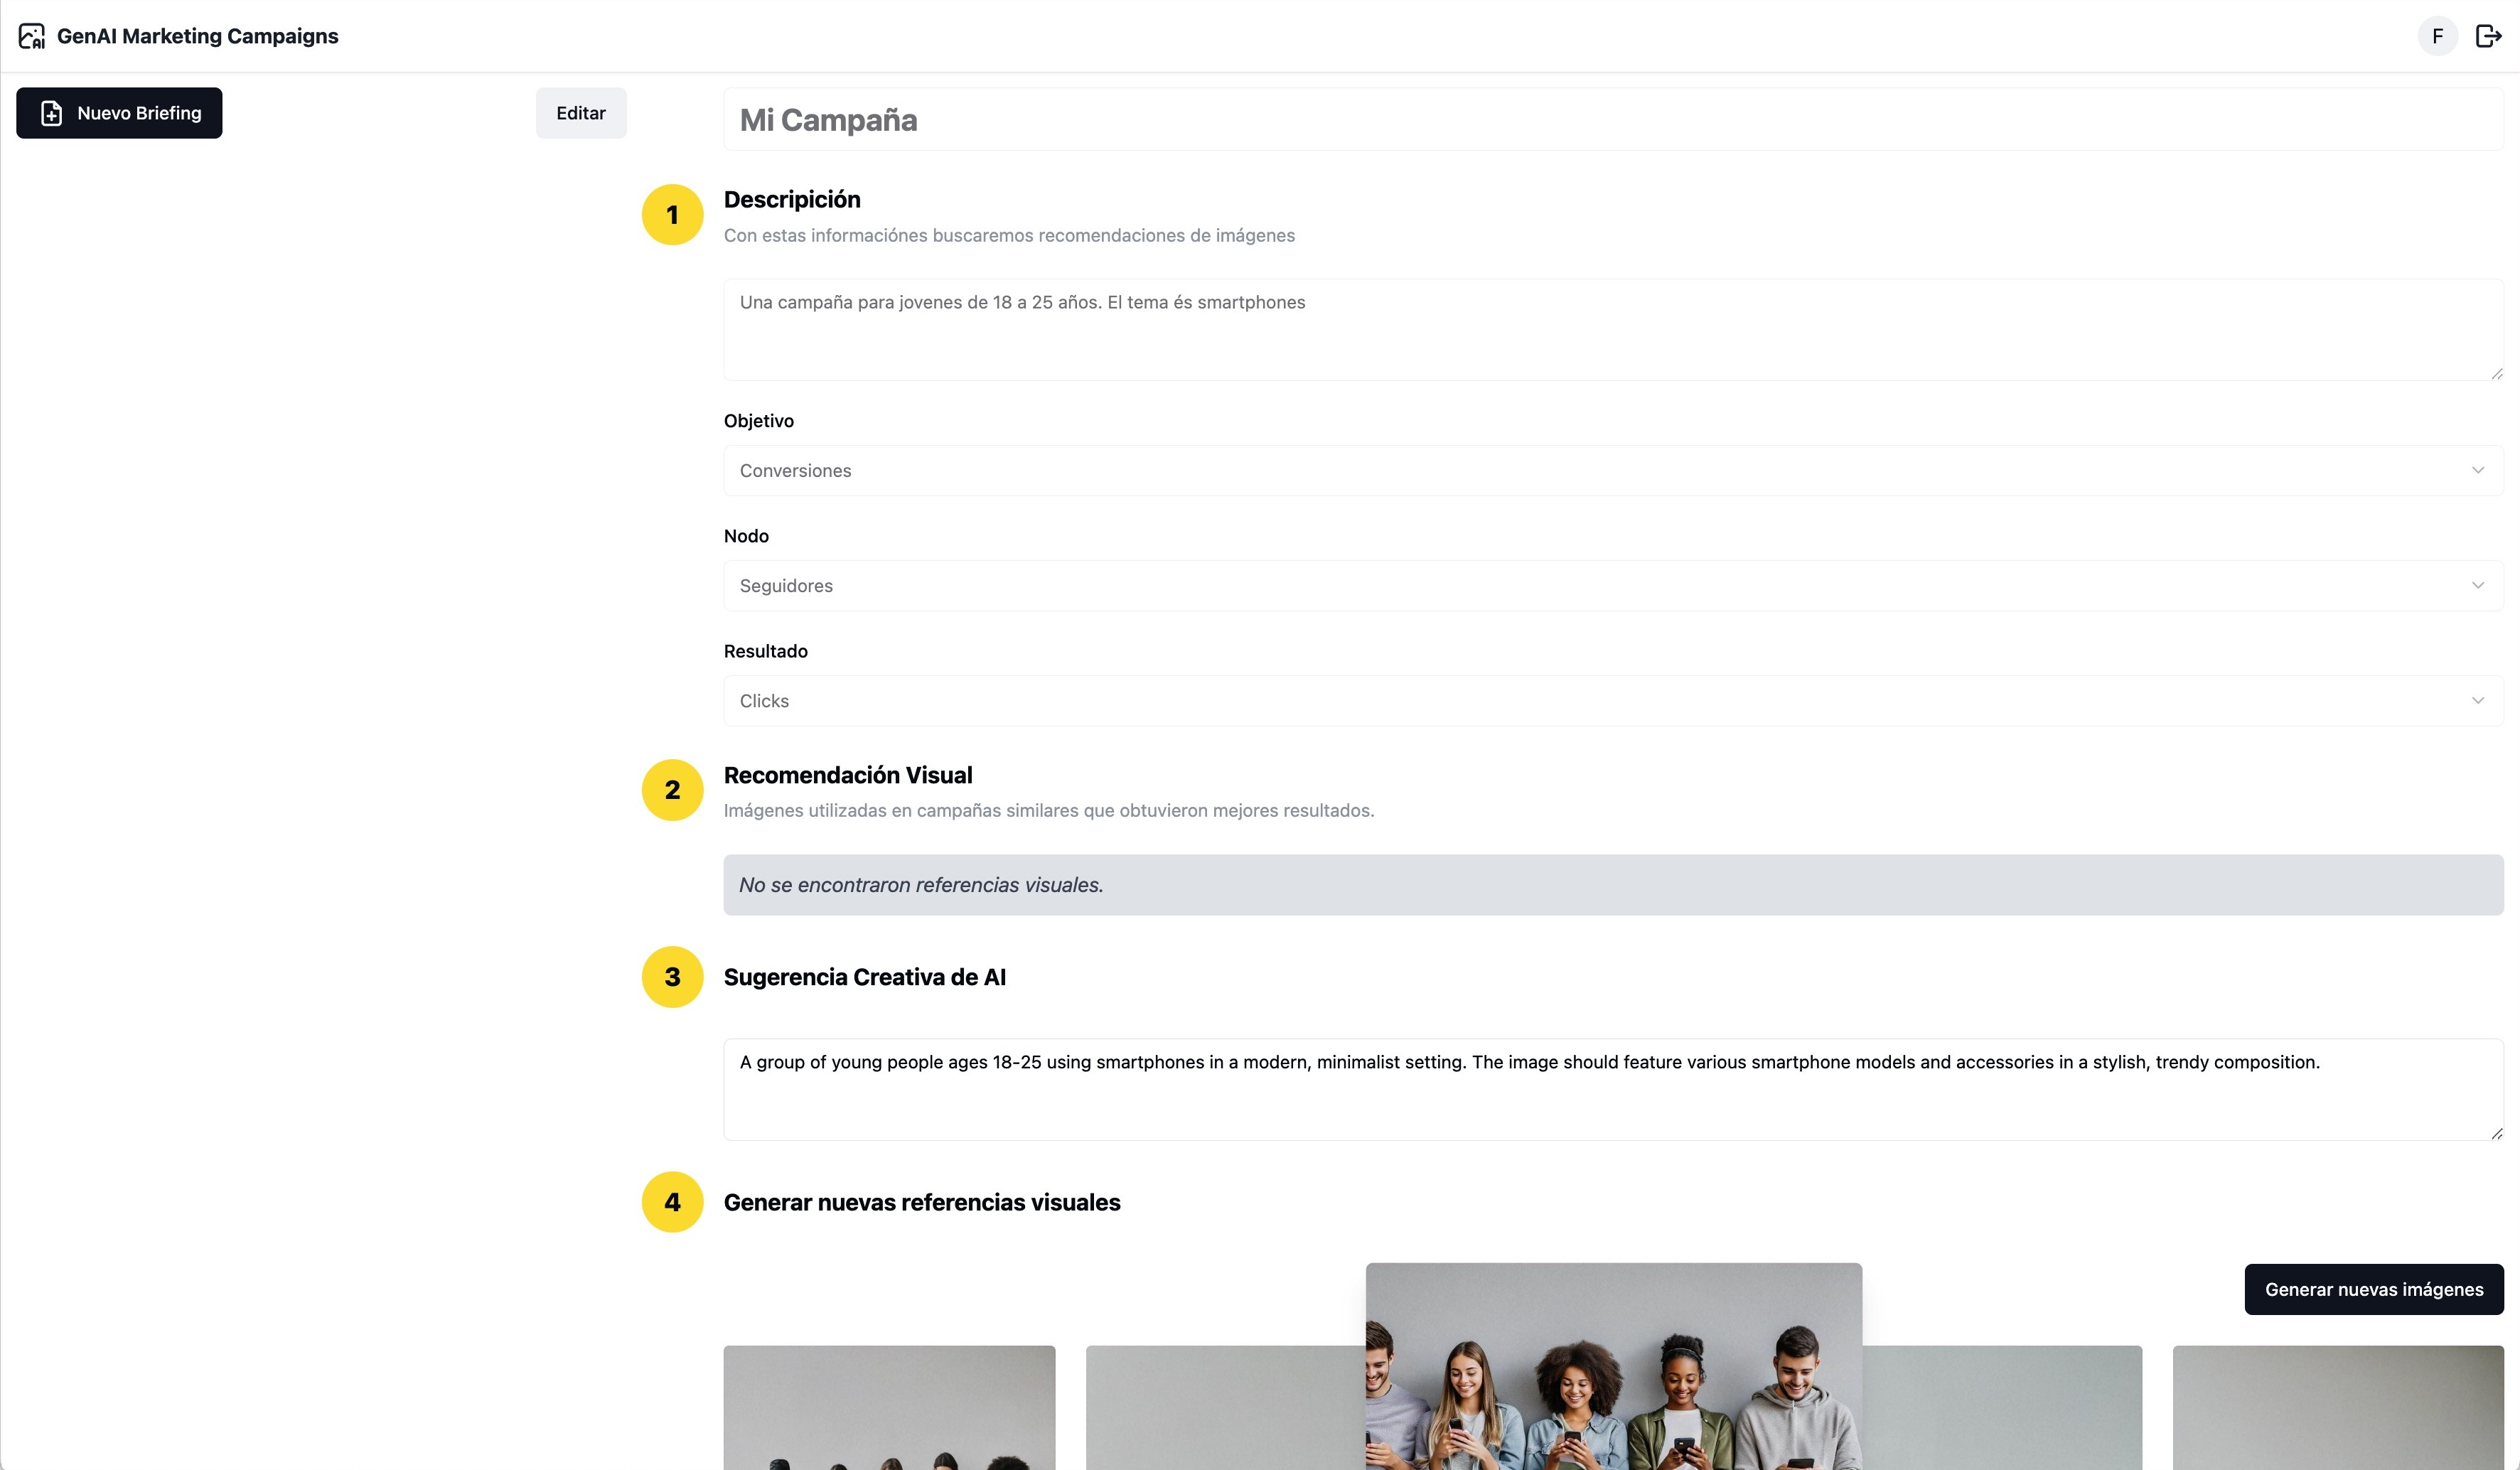 GenAI Marketing Campaigns
F
Nuevo Briefing
Editar
Mi Campaña
1
Descripición
Con estas informaciónes buscaremos recomendaciones de imágenes
Una campaña para jovenes de 18 a 25 años. El tema és smartphones
Objetivo
Conversiones
Nodo
Seguidores
Resultado
Clicks
2
Recomendación Visual
Imágenes utilizadas en campañas similares que obtuvieron mejores resultados.
No se encontraron referencias visuales.
3
Sugerencia Creativa de AI
A group of young people ages 18-25 using smartphones in a modern, minimalist setting. The image should feature various smartphone models and accessories in a stylish, trendy composition.
4
Generar nuevas referencias visuales
Generar nuevas imágenes